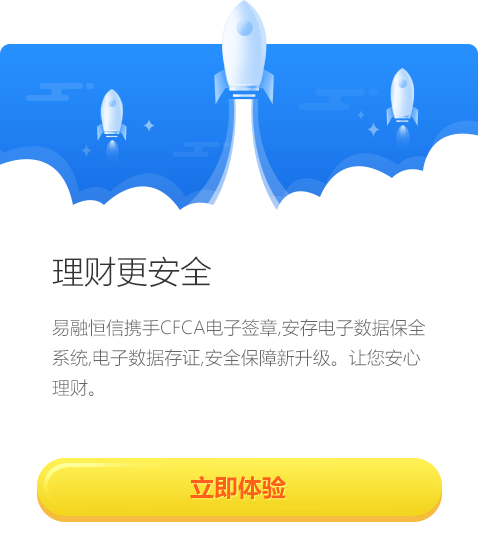 理财更安全
易融恒信携手CFCA电子签章,安存电子数据保全
系统,电子数据存证,安全保障新升级。让您安心
理财。
立即体验